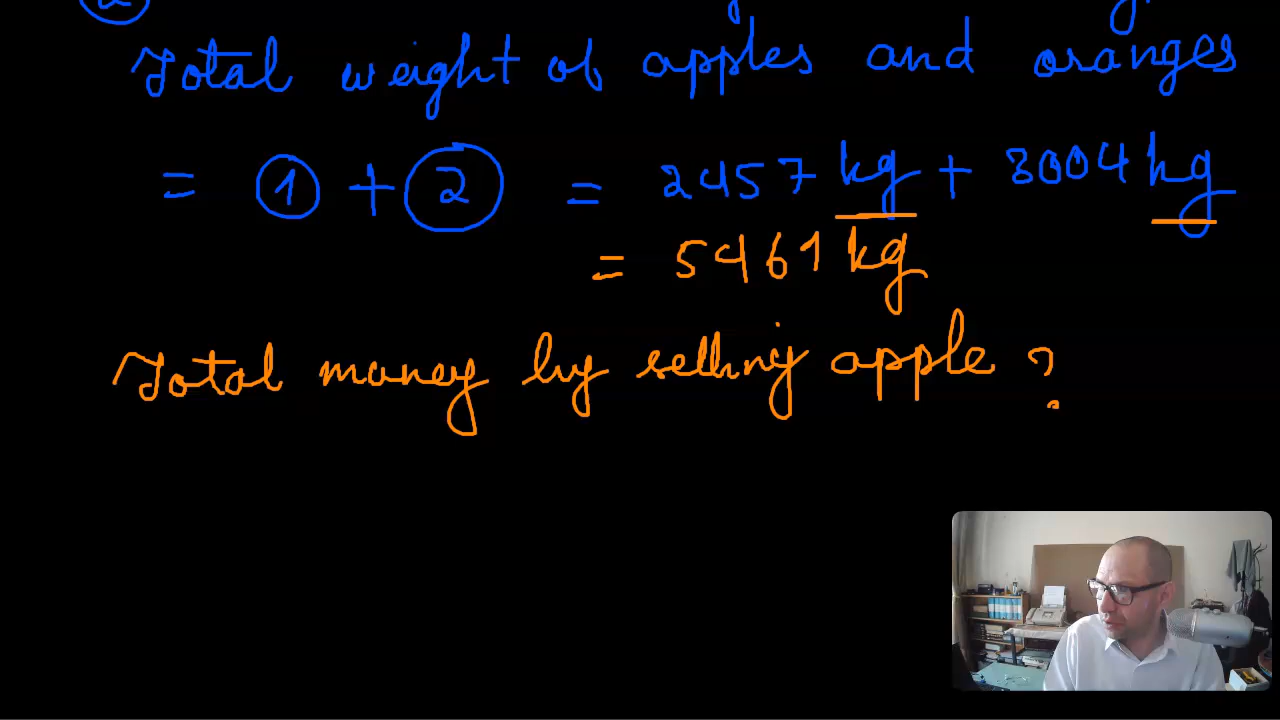 2
Total weight of apples and oranges
= 1 + 2 = 2457 kg + 3004 kg
= 5461 kg
Total money by selling apple ?